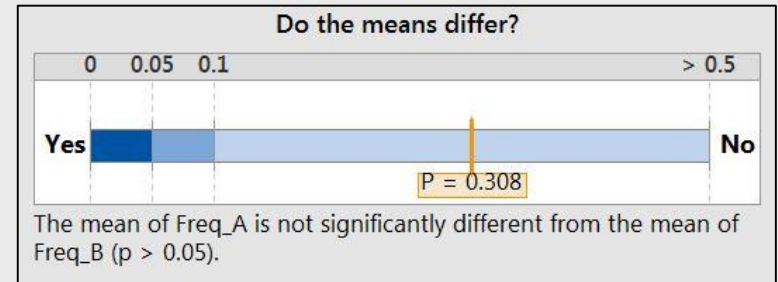 Do the means differ?
0 0.05 0.1 > 0.5
Yes No
P = 0.308
The mean of Freq_A is not significantly different from the mean of
Freq_B (p > 0.05).